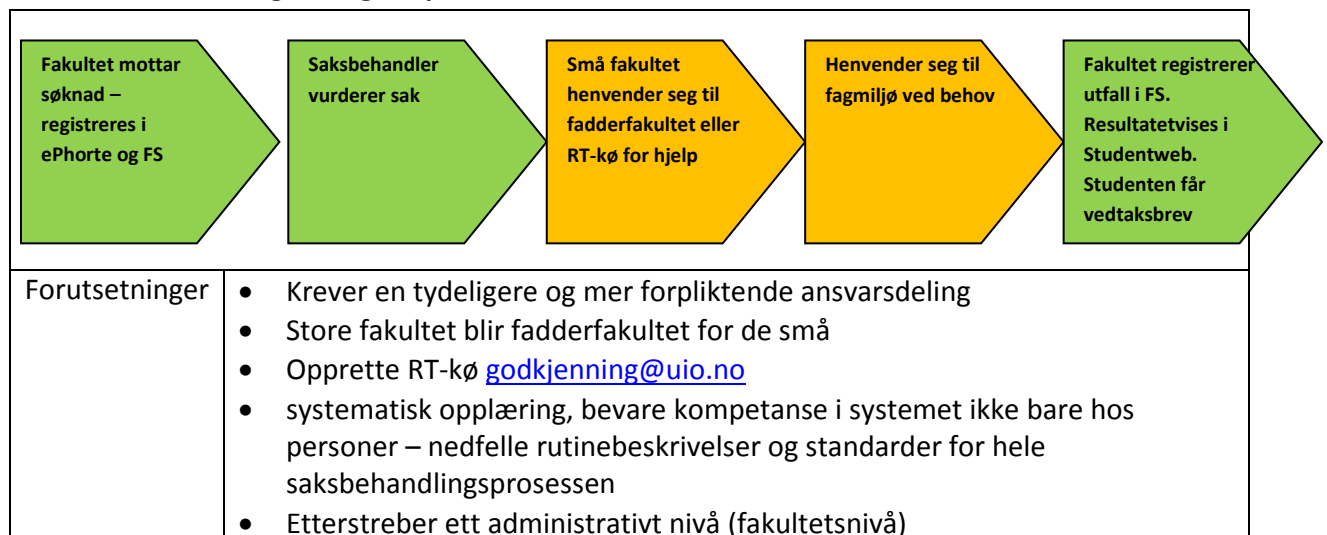 Fakultet mottar
søknad –
registreres i
ePhorte og FS
Saksbehandler
vurderer sak
Små fakultet
henvender seg til
fadderfakultet eller
RT-kø for hjelp
Henvender seg til
fagmiljø ved behov
Fakultet registrerer
utfall i FS.
Resultatetvises i
Studentweb.
Studenten får
vedtaksbrev
Forutsetninger
• Krever en tydeligere og mer forpliktende ansvarsdeling
• Store fakultet blir fadderfakultet for de små
• Opprette RT-kø godkjenning@uio.no
• systematisk opplæring, bevare kompetanse i systemet ikke bare hos
personer – nedfelle rutinebeskrivelser og standarder for hele
saksbehandlingsprosessen
• Etterstreber ett administrativt nivå (fakultetsnivå)